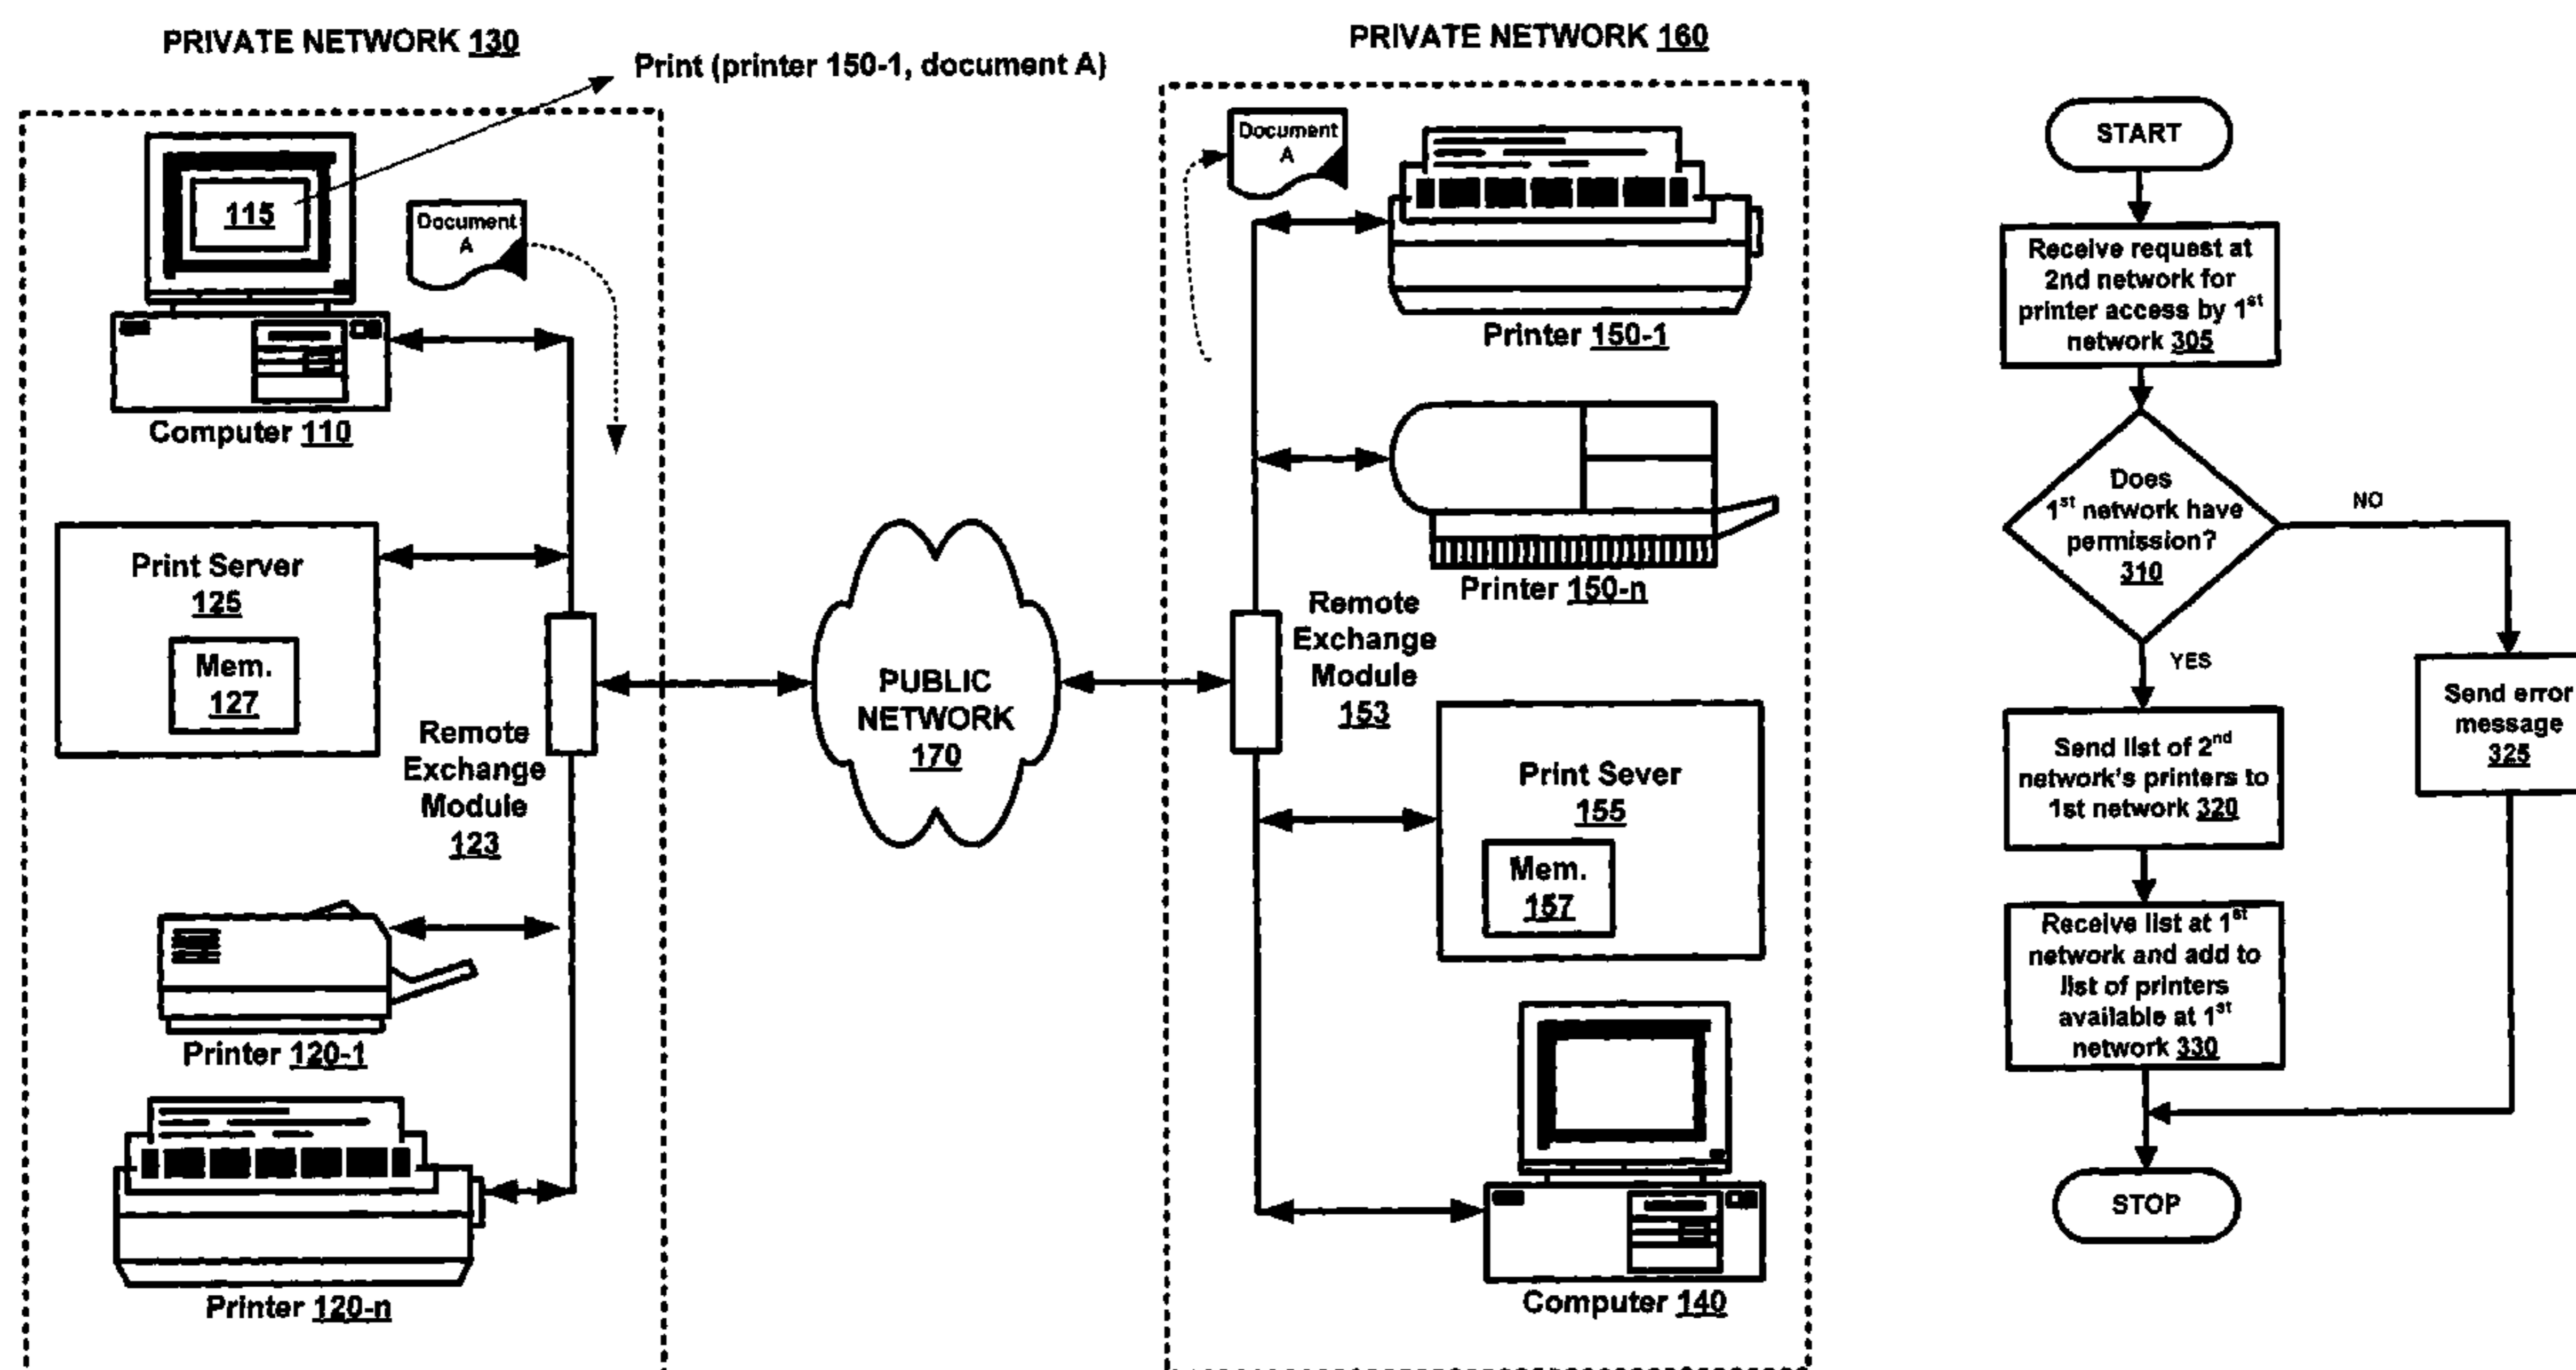 PRIVATE NETWORK 130
Print (printer 150-1, document A)
115
Document
A
Computer 110
Print Server
125
Mem.
127
Remote
Exchange
Module
123
Printer 120-1
Printer 120-n
PUBLIC
NETWORK
170
PRIVATE NETWORK 160
Document
A
Printer 150-1
Printer 150-n
Remote
Exchange
Module
153
Print Sever
155
Mem.
157
Computer 140
START
Receive request at
2nd network for
printer access by 1st
network 305
Does
1st network have
permission?
310
NO
YES
Send error
message
325
Send list of 2nd
network's printers to
1st network 320
Receive list at 1st
network and add to
list of printers
available at 1st
network 330
STOP